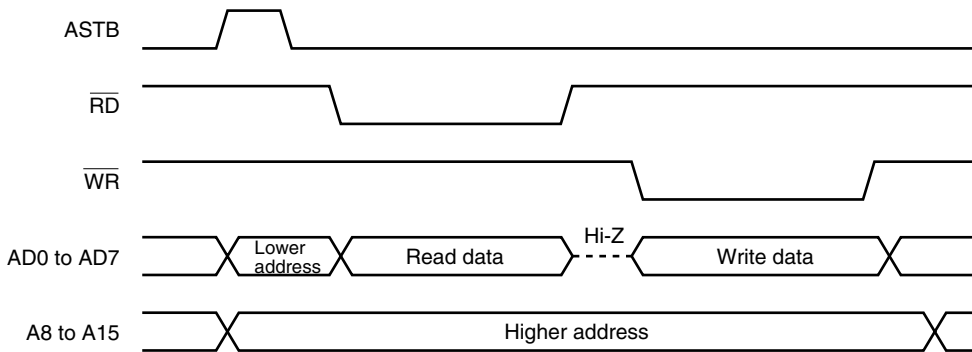 ASTB
RD
WR
AD0 to AD7
Lower
address
Read data
Hi-Z
Write data
A8 to A15
Higher address